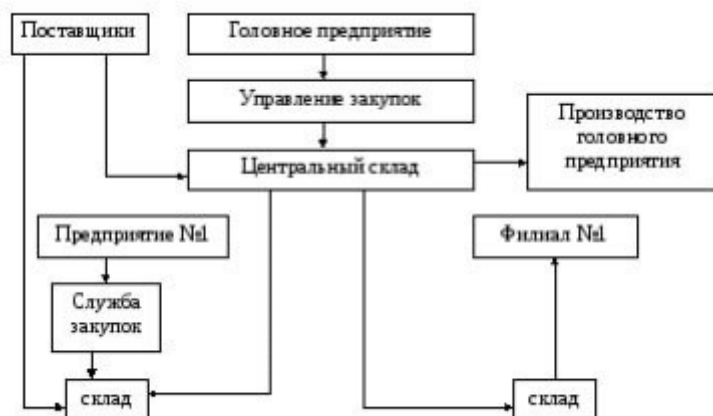 Поставщики
Головное предприятие
Управление закупок
Производство
головного
предприятия
Центральный склад
Предприятие №1
Филиал №1
Служба
закупок
склад
склад